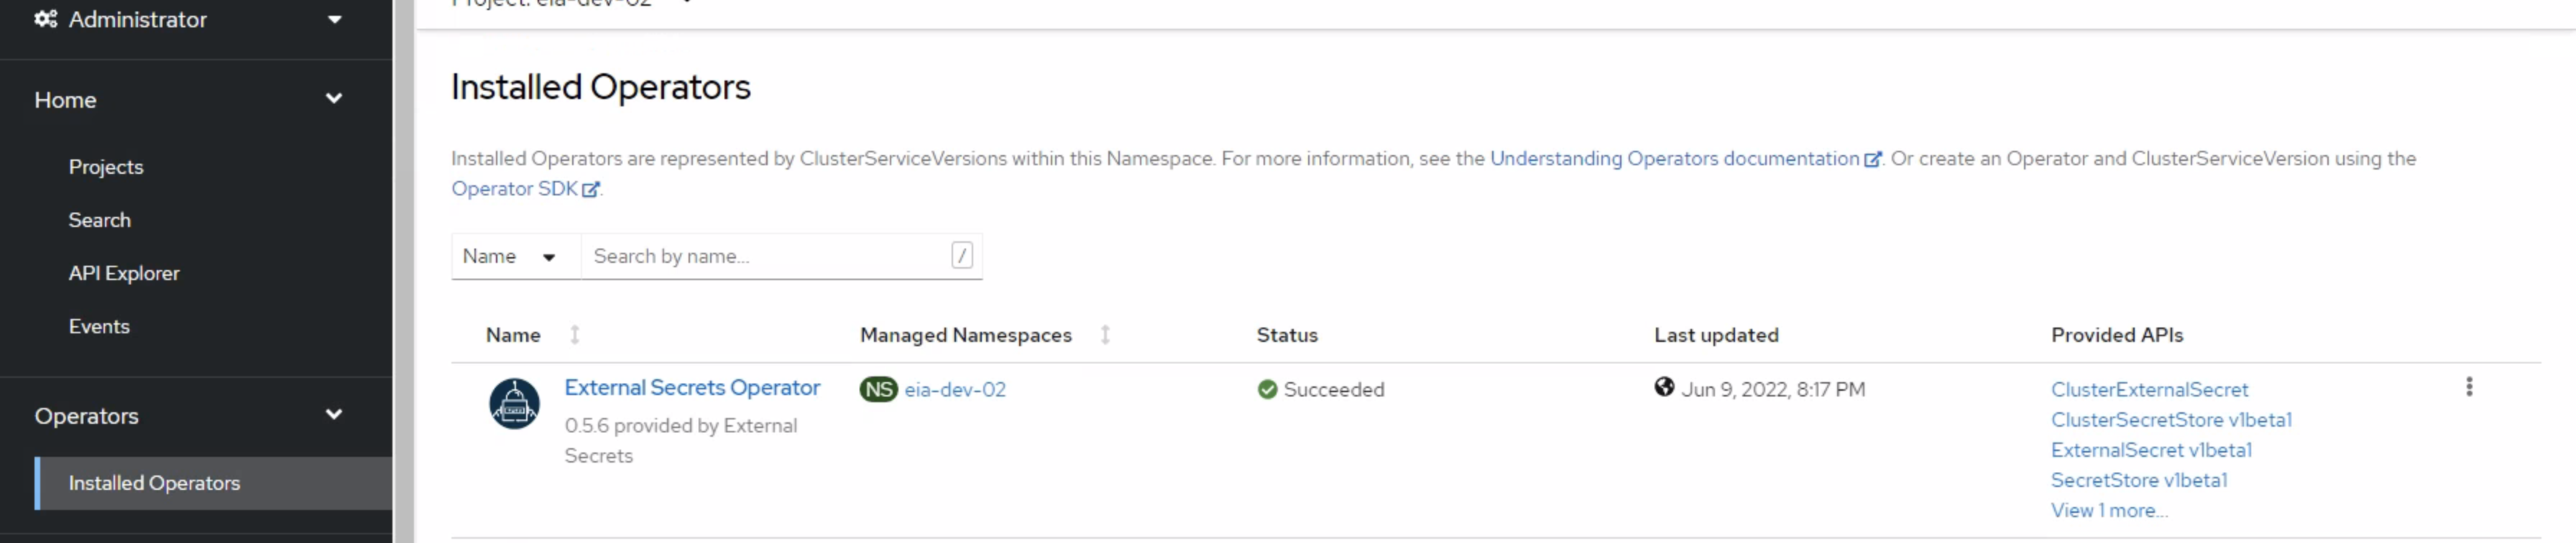 Administrator
Project: eia-dev-02
Home
Projects
Search
API Explorer
Events
Operators
Installed Operators
Installed Operators
Installed Operators are represented by ClusterServiceVersions within this Namespace. For more information, see the Understanding Operators documentation. Or create an Operator and ClusterServiceVersion using the
Operator SDK.
Name
Search by name...
/
Name Managed Namespaces Status Last updated Provided APIs
External Secrets Operator
0.5.6 provided by External
Secrets
NS eia-dev-02
Succeeded
Jun 9, 2022, 8:17 PM
ClusterExternalSecret
ClusterSecretStore v1beta1
ExternalSecret v1beta1
SecretStore v1beta1
View 1 more...